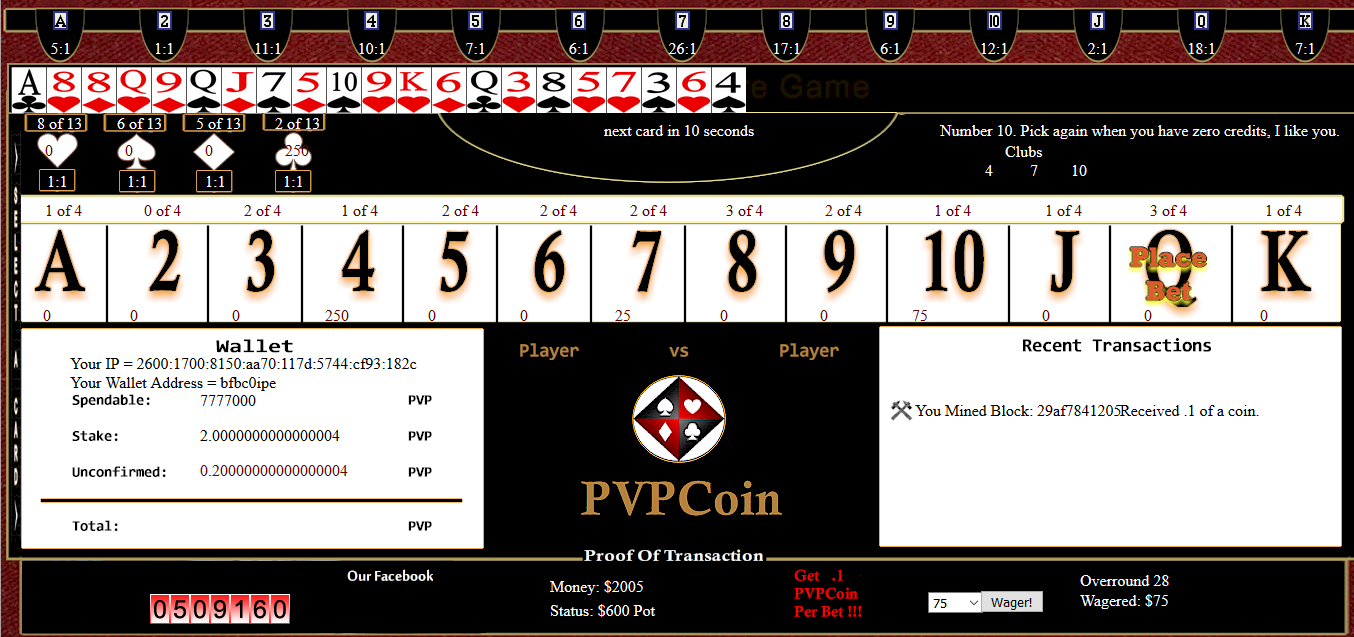 A 2 3 4 5 6 7 8 9 10 J Q K
5:1 1:1 11:1 10:1 7:1 6:1 26:1 17:1 6:1 12:1 2:1 18:1 7:1
A 8 8 Q 9 Q J 7 5 10 9 K 6 Q 3 8 5 7 3 6 4
re Game
8 of 13 6 of 13 5 of 13 2 of 13
next card in 10 seconds
Number 10. Pick again when you have zero credits, I like you.
0 0 0 250
Clubs
4 7 10
1:1 1:1 1:1 1:1
SELECT A CARD
1 of 4 0 of 4 2 of 4 1 of 4 2 of 4 2 of 4 2 of 4 3 of 4 2 of 4 1 of 4 1 of 4 3 of 4 1 of 4
A 2 3 4 5 6 7 8 9 10 J Q K
Place
Bet
0 0 0 250 0 0 25 0 0 75 0 0 0
Wallet
Your IP = 2600:1700:8150:aa70:117d:5744:cf93:182c
Your Wallet Address = bfbc0ipe
Spendable: 7777000 PVP
Stake: 2.0000000000000004 PVP
Unconfirmed: 0.20000000000000004 PVP
Total: PVP
Player vs Player
PVPCoin
Recent Transactions
You Mined Block: 29af7841205Received .1 of a coin.
Proof Of Transaction
Our Facebook
0509160
Money: $2005
Status: $600 Pot
Get .1
PVPCoin
Per Bet !!!
75 Wager!
Overround 28
Wagered: $75